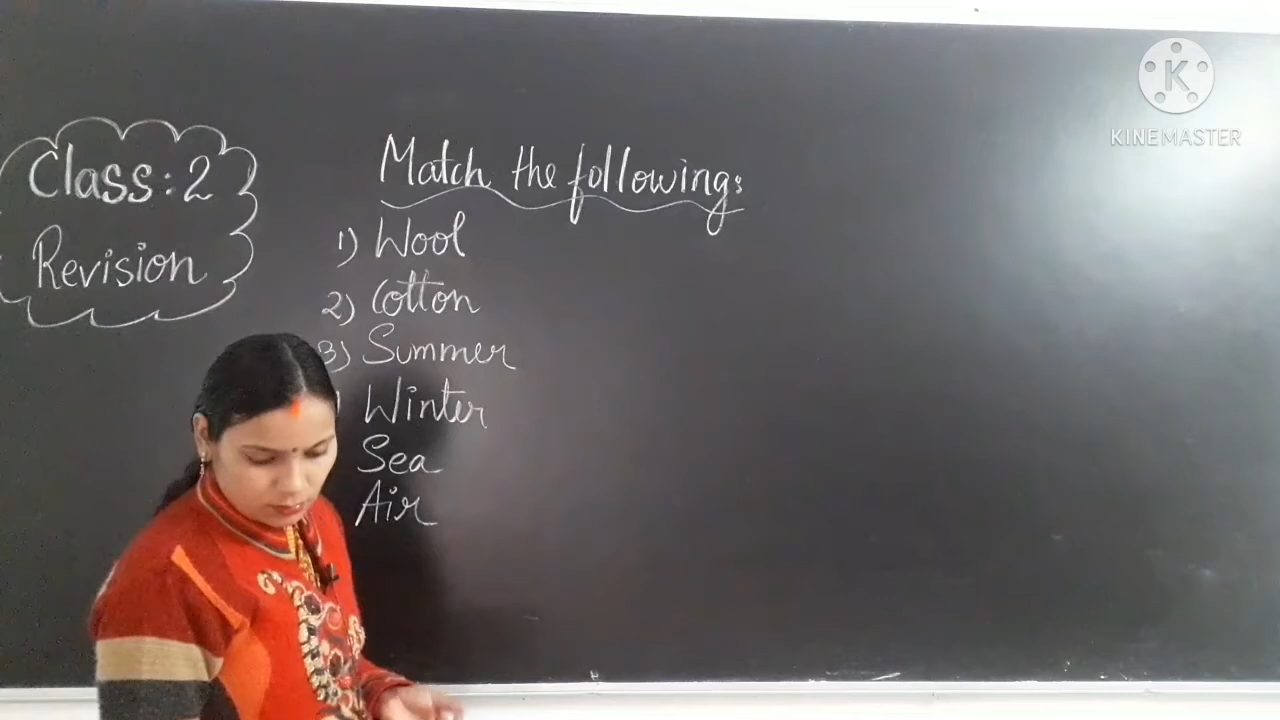 Class: 2
Revision
Match the following:
1) Wool
2) Cotton
3) Summer
Winter
Sea
Air
K
KINEMASTER